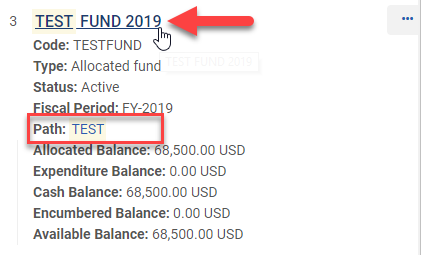 3 TEST FUND 2019 •••
Code: TESTFUND
Type: Allocated fund
TEST FUND 2019
Status: Active
Fiscal Period: FY-2019
Path: TEST
Allocated Balance: 68,500.00 USD
Expenditure Balance: 0.00 USD
Cash Balance: 68,500.00 USD
Encumbered Balance: 0.00 USD
Available Balance: 68,500.00 USD